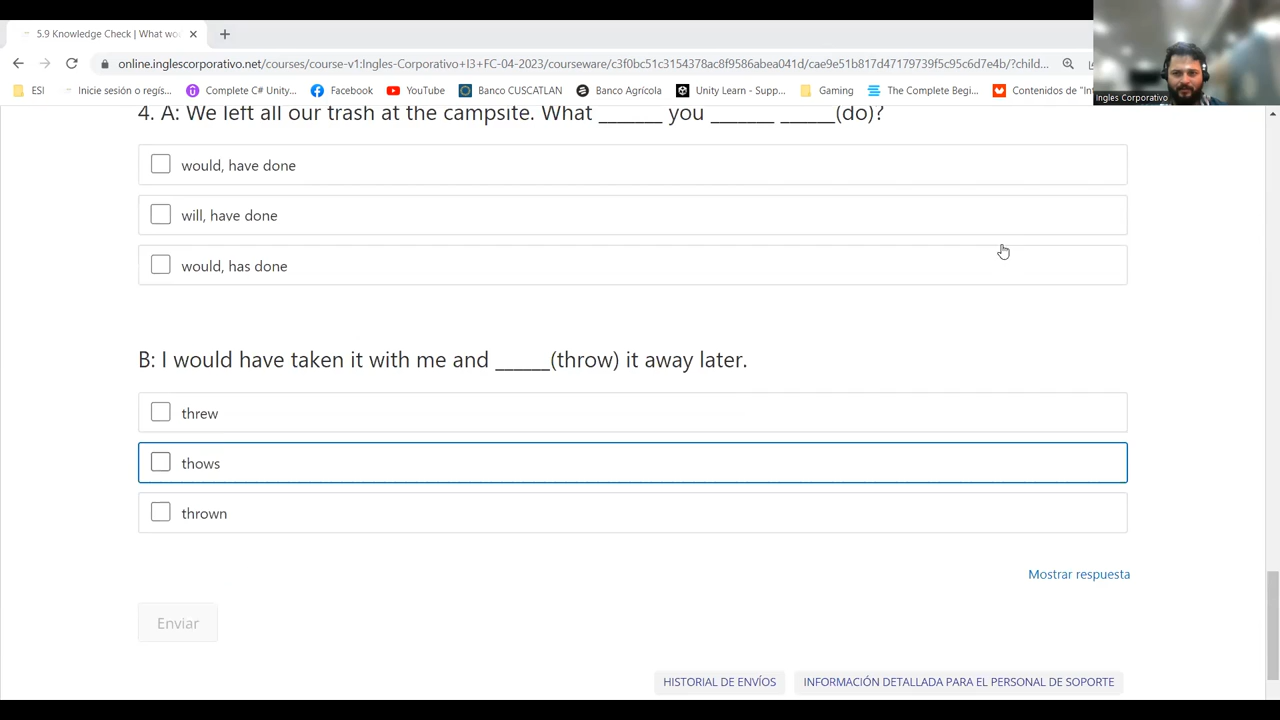 5.9 Knowledge Check | What wo
online.inglescorporativo.net/courses/course-v1:Ingles-Corporativo+I3+FC-04-2023/courseware/c3f0bc51c3154378ac8f9586abea041d/cae9e51b817d47179739f5c95c6d7e4b/?child...
ESI Inicie sesión o regís... Complete C# Unity... Facebook YouTube Banco CUSCATLAN Banco Agrícola Unity Learn - Supp... Gaming The Complete Begi... Contenidos de "In
Ingles Corporativo
4. A: We left all our trash at the campsite. What _______ you _______ ______(do)?
would, have done
will, have done
would, has done
B: I would have taken it with me and ______(throw) it away later.
threw
thows
thrown
Mostrar respuesta
Enviar
HISTORIAL DE ENVÍOS INFORMACIÓN DETALLADA PARA EL PERSONAL DE SOPORTE